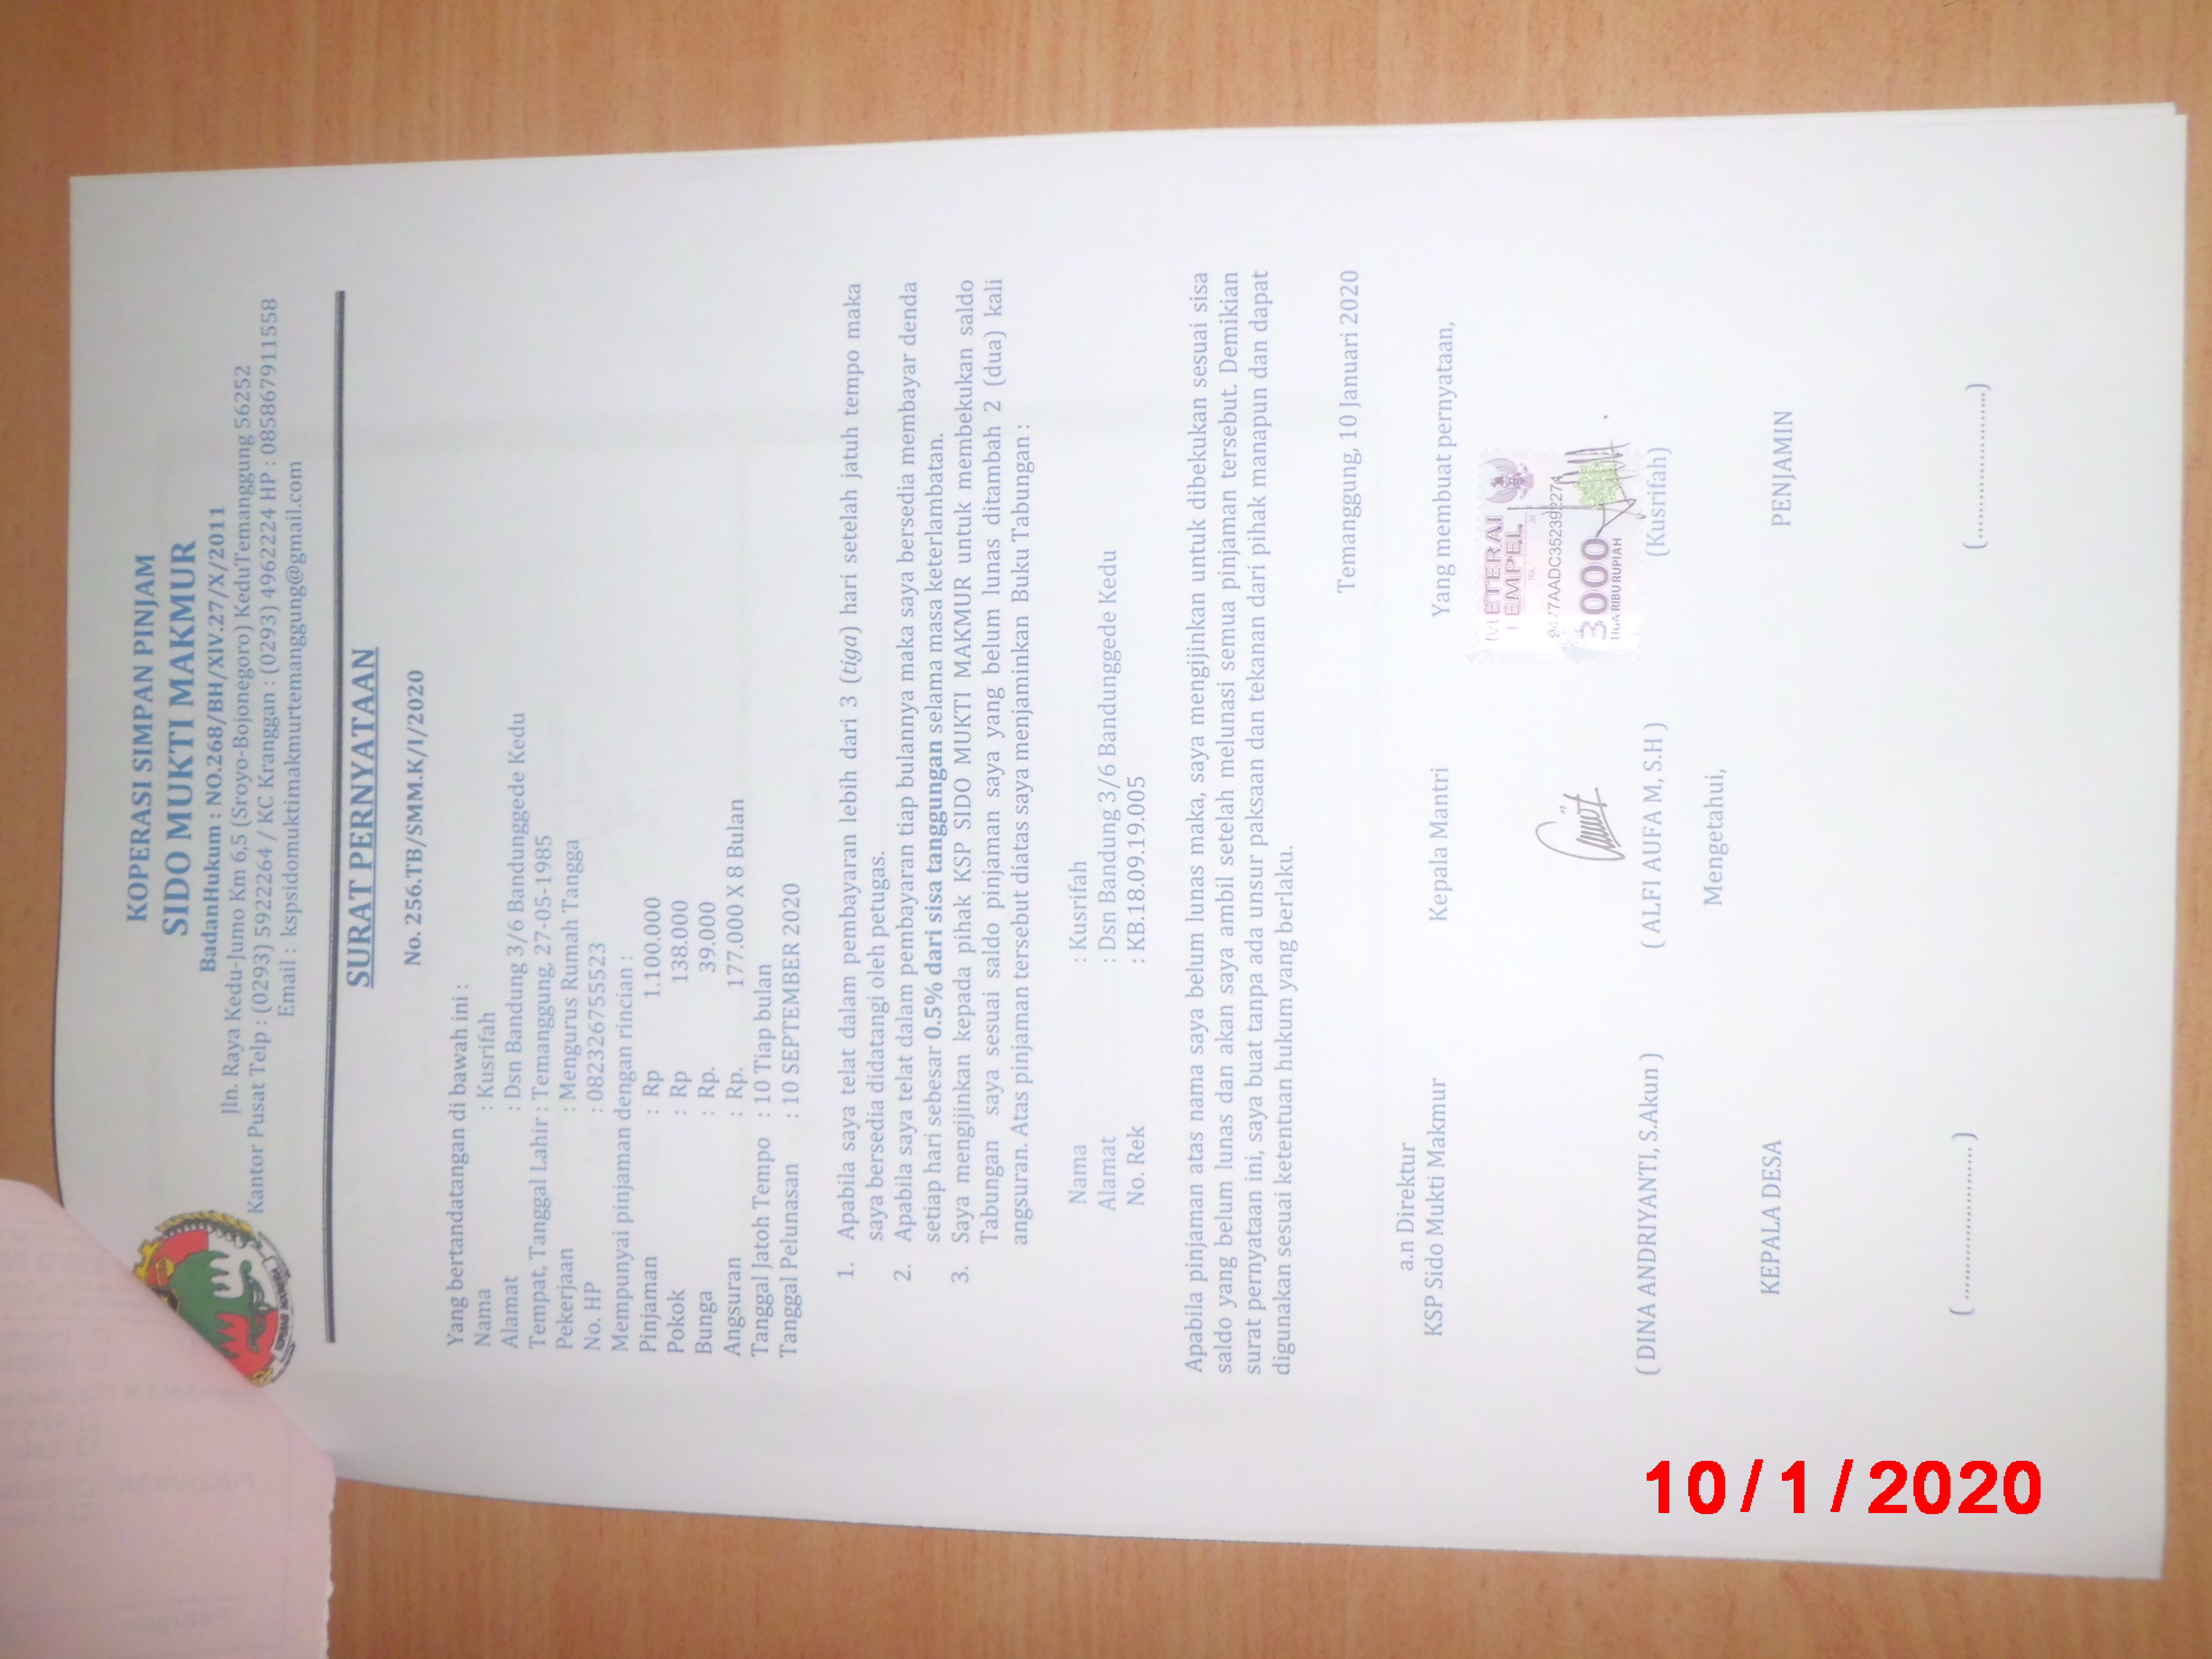 KOPERASI SIMPAN PINJAM
SIDO MUKTI MAKMUR
BadanHukum : NO.268/BH/XIV.27/X/2011
Jln. Raya Kedu-Jumo Km 6,5 (Sroyo-Bojonegoro) KeduTemanggung 56252
Kantor Pusat Telp : (0293) 5922264 / KC Kranggan : (0293) 4962224 HP : 085867911558
Email : kspsidomuktimakmurtemanggung@gmail.com
SURAT PERNYATAAN
No. 256.TB/SMM.K/I/2020
Yang bertandatangan di bawah ini :
Nama : Kusrifah
Alamat : Dsn Bandung 3/6 Bandunggede Kedu
Tempat, Tanggal Lahir : Temanggung, 27-05-1985
Pekerjaan : Mengurus Rumah Tangga
No. HP : 082326755523
Mempunyai pinjaman dengan rincian :
Pinjaman : Rp 1.100.000
Pokok : Rp 138.000
Bunga : Rp. 39.000
Angsuran : Rp. 177.000 X 8 Bulan
Tanggal Jatoh Tempo : 10 Tiap bulan
Tanggal Pelunasan : 10 SEPTEMBER 2020
1. Apabila saya telat dalam pembayaran lebih dari 3 (tiga) hari setelah jatuh tempo maka
saya bersedia didatangi oleh petugas.
2. Apabila saya telat dalam pembayaran tiap bulannya maka saya bersedia membayar denda
setiap hari sebesar 0.5% dari sisa tanggungan selama masa keterlambatan.
3. Saya mengijinkan kepada pihak KSP SIDO MUKTI MAKMUR untuk membekukan saldo
Tabungan saya sesuai saldo pinjaman saya yang belum lunas ditambah 2 (dua) kali
angsuran. Atas pinjaman tersebut diatas saya menjaminkan Buku Tabungan :
Nama : Kusrifah
Alamat : Dsn Bandung 3/6 Bandunggede Kedu
No. Rek : KB.18.09.19.005
Apabila pinjaman atas nama saya belum lunas maka, saya mengijinkan untuk dibekukan sesuai sisa
saldo yang belum lunas dan akan saya ambil setelah melunasi semua pinjaman tersebut. Demikian
surat pernyataan ini, saya buat tanpa ada unsur paksaan dan tekanan dari pihak manapun dan dapat
digunakan sesuai ketentuan hukum yang berlaku.
Temanggung, 10 Januari 2020
a.n Direktur
KSP Sido Mukti Makmur Kepala Mantri Yang membuat pernyataan,
METERAI
TEMPEL
TGL 20
7AADC352392274
3000
TIGA RIBU RUPIAH
( DINA ANDRIYANTI, S.Akun ) ( ALFI AUFA M, S.H ) (Kusrifah)
Mengetahui,
KEPALA DESA PENJAMIN
(........................) (........................)
10/1/2020